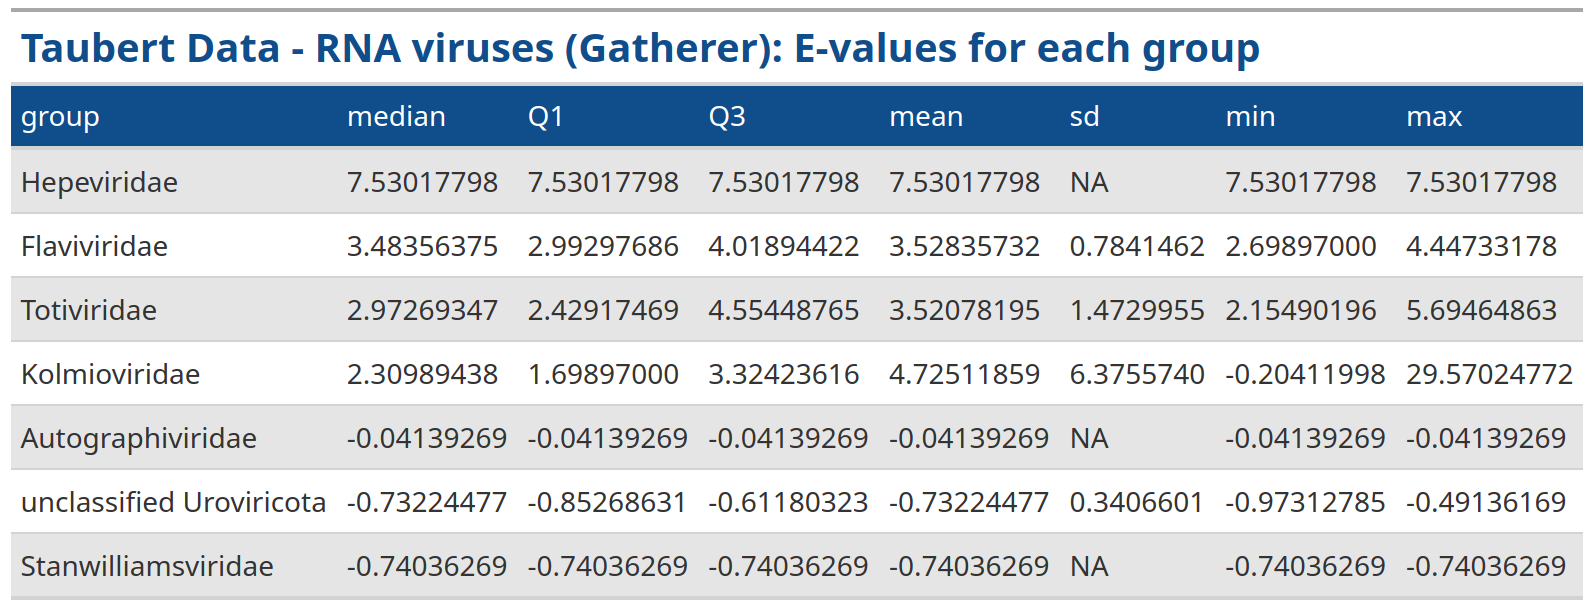 Taubert Data - RNA viruses (Gatherer): E-values for each group
group median Q1 Q3 mean sd min max
Hepeviridae 7.53017798 7.53017798 7.53017798 7.53017798 NA 7.53017798 7.53017798
Flaviviridae 3.48356375 2.99297686 4.01894422 3.52835732 0.7841462 2.69897000 4.44733178
Totiviridae 2.97269347 2.42917469 4.55448765 3.52078195 1.4729955 2.15490196 5.69464863
Kolmioviridae 2.30989438 1.69897000 3.32423616 4.72511859 6.3755740 -0.20411998 29.57024772
Autographiviridae -0.04139269 -0.04139269 -0.04139269 -0.04139269 NA -0.04139269 -0.04139269
unclassified Uroviricota -0.73224477 -0.85268631 -0.61180323 -0.73224477 0.3406601 -0.97312785 -0.49136169
Stanwilliamsviridae -0.74036269 -0.74036269 -0.74036269 -0.74036269 NA -0.74036269 -0.74036269